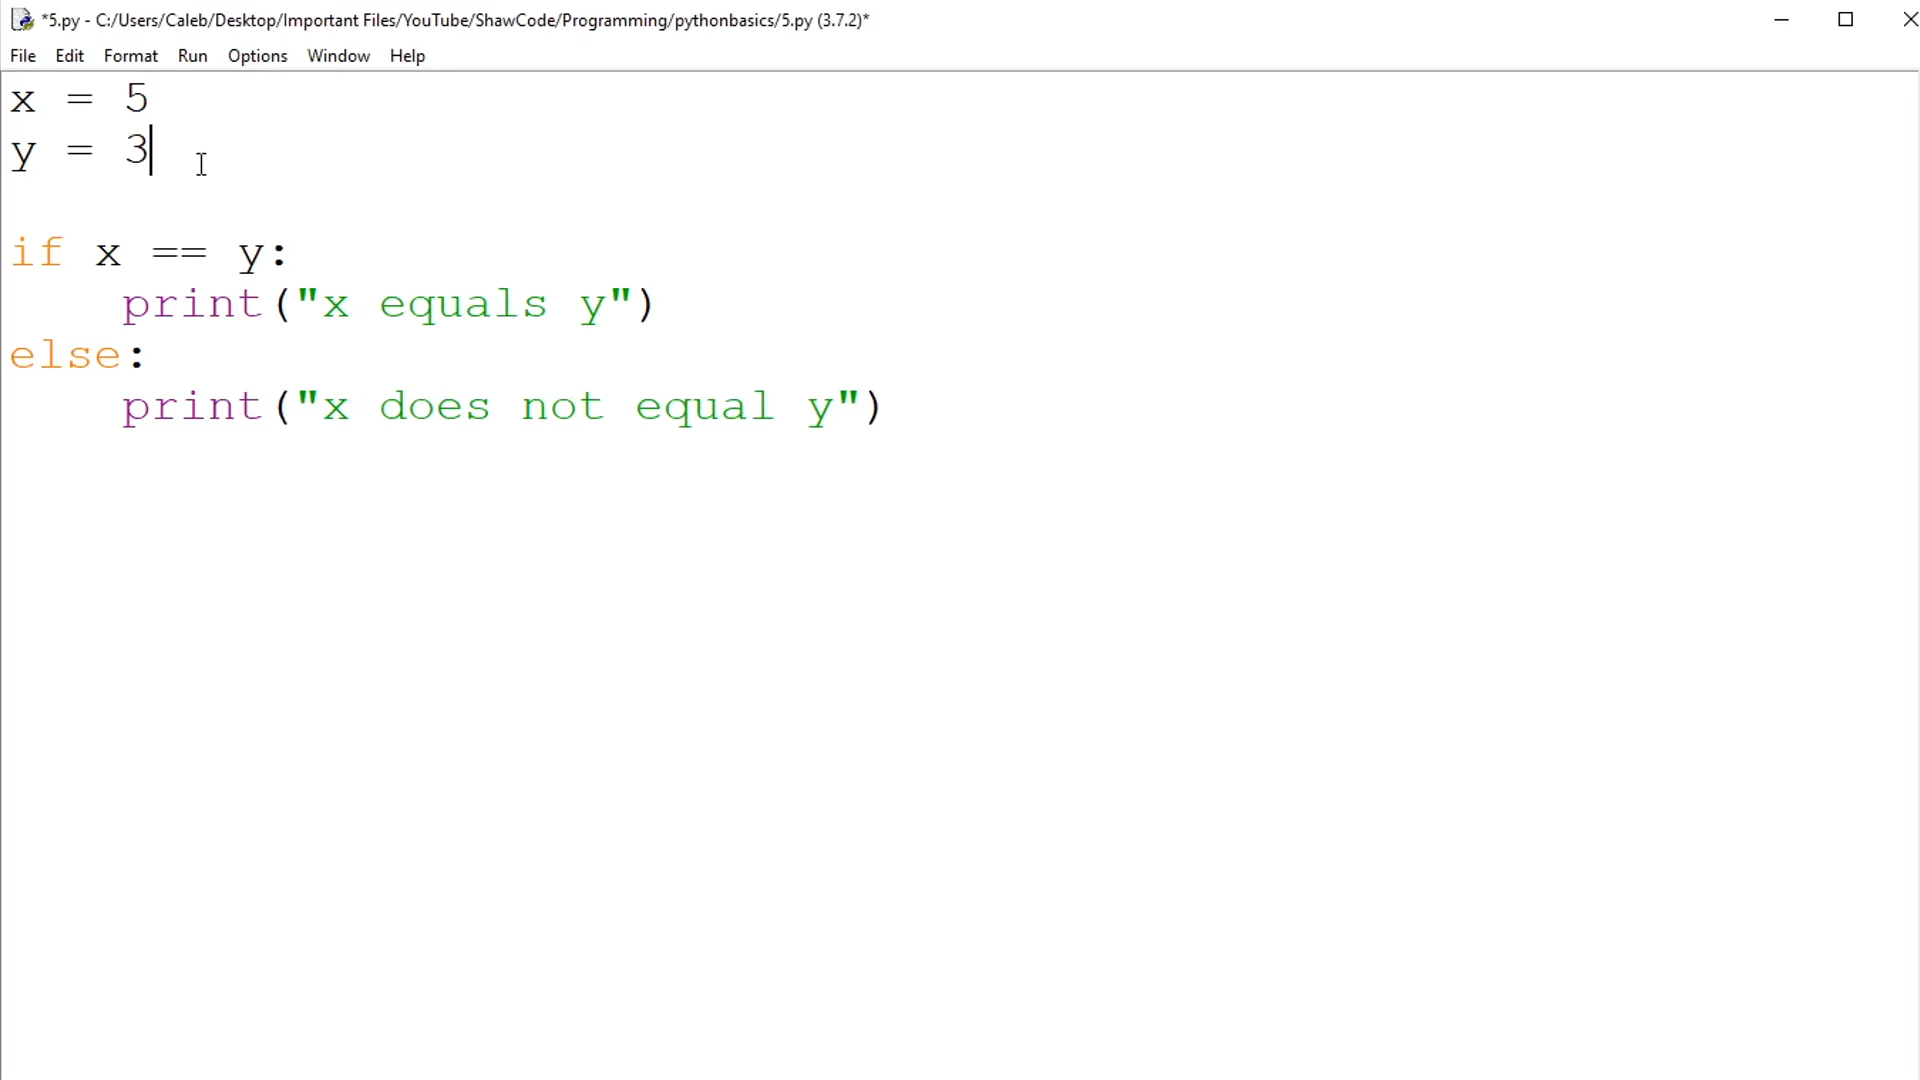 *5.py - C:/Users/Caleb/Desktop/Important Files/YouTube/ShawCode/Programming/pythonbasics/5.py (3.7.2)*
File Edit Format Run Options Window Help
x = 5
y = 3
if x == y:
    print("x equals y")
else:
    print("x does not equal y")